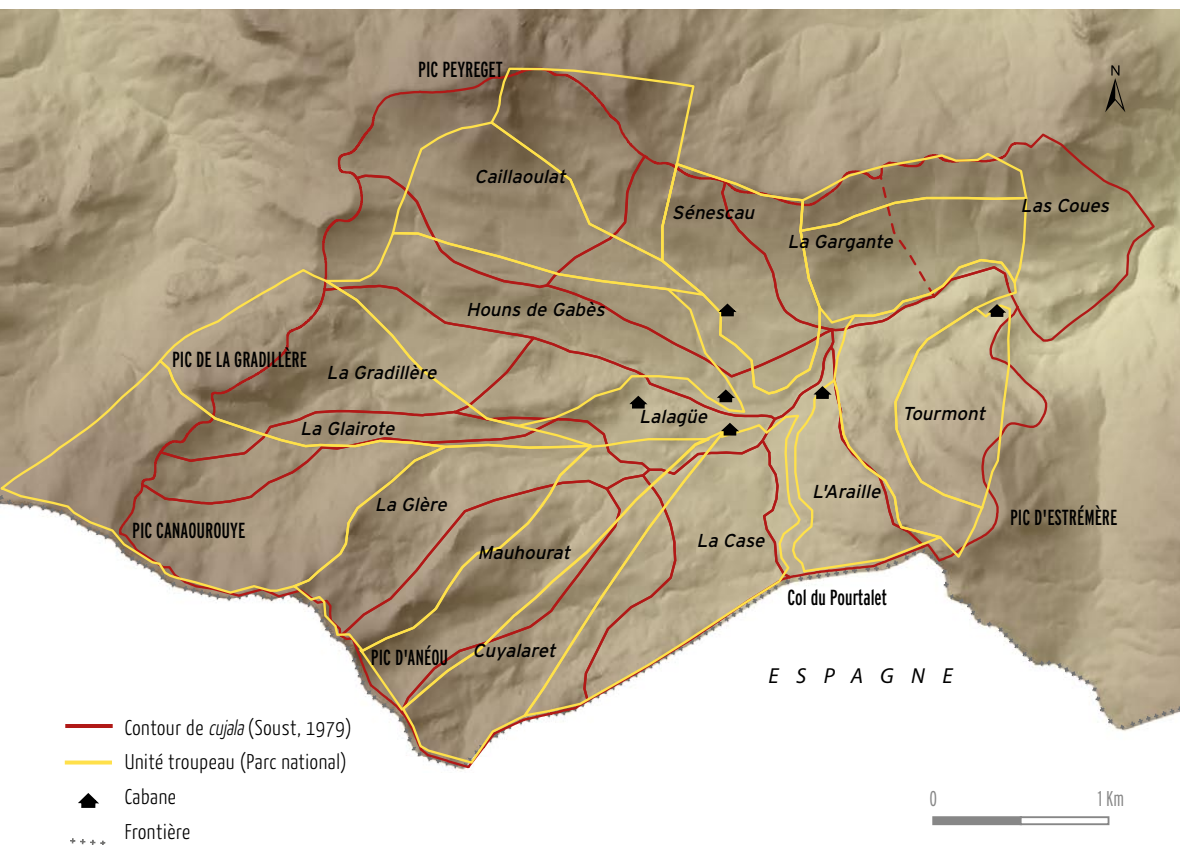 N
PIC PEYREGET
Caillaoulat
Sénescau
Las Coues
La Gargante
Houns de Gabès
PIC DE LA GRADILLÈRE
La Gradillère
Lalagüe
Tourmont
La Glairote
L'Araille
La Glère
PIC D'ESTRÉMÈRE
PIC CANAOUROUYE
La Case
Mauhourat
Col du Pourtalet
PIC D'ANÉOU
Cuyalaret
ESPAGNE
Contour de cujala (Soust, 1979)
Unité troupeau (Parc national)
Cabane
Frontière
0 1 Km